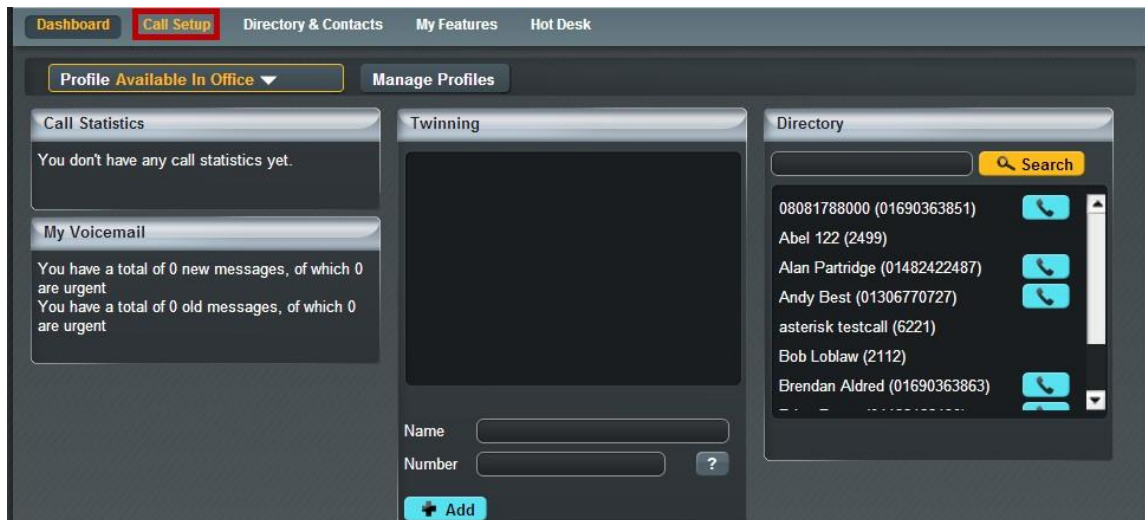 Dashboard Call Setup Directory & Contacts My Features Hot Desk
Profile Available In Office Manage Profiles
Call Statistics
You don't have any call statistics yet.
My Voicemail
You have a total of 0 new messages, of which 0
are urgent
You have a total of 0 old messages, of which 0
are urgent
Twinning
Name
Number
?
Add
Directory
Search
08081788000 (01690363851)
Abel 122 (2499)
Alan Partridge (01482422487)
Andy Best (01306770727)
asterisk testcall (6221)
Bob Loblaw (2112)
Brendan Aldred (01690363863)